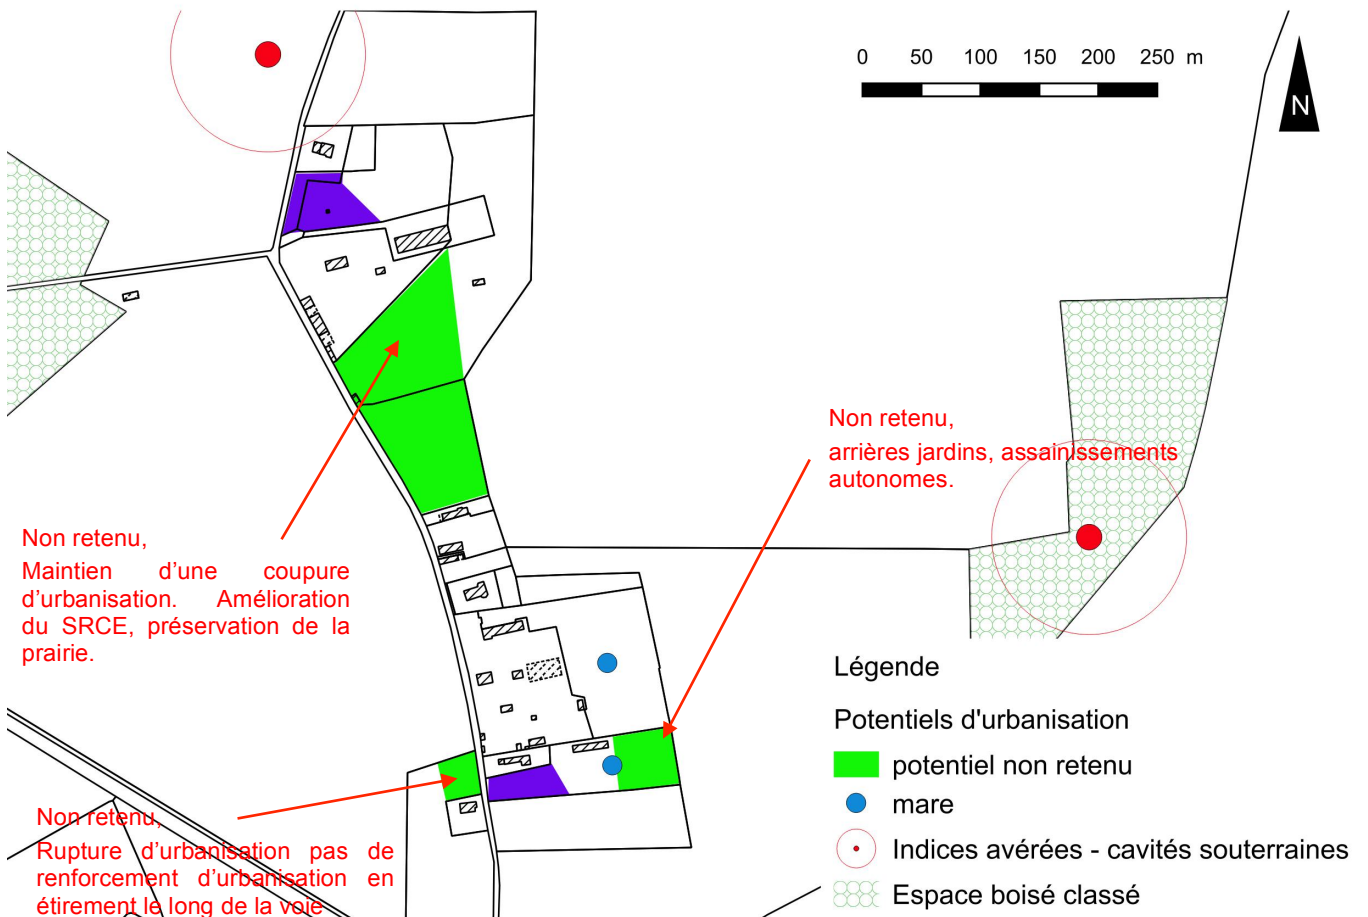 0 50 100 150 200 250 m
N
Non retenu,
arrières jardins, assainissements
autonomes.
Non retenu,
Maintien d'une coupure
d'urbanisation. Amélioration
du SRCE, préservation de la
prairie.
Non retenu,
Rupture d'urbanisation pas de
renforcement d'urbanisation en
étirement le long de la voie
Légende
Potentiels d'urbanisation
potentiel non retenu
mare
Indices avérées - cavités souterraines
Espace boisé classé